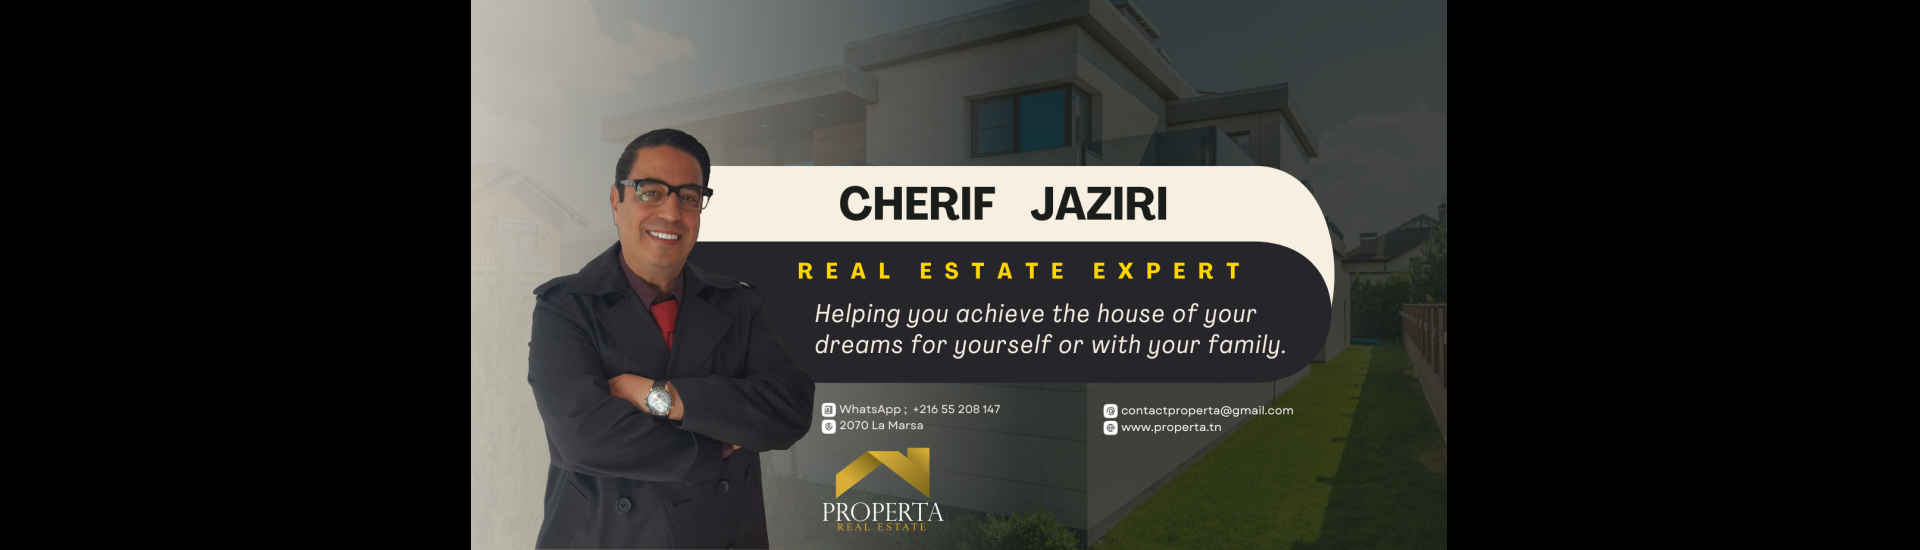 CHERIF JAZIRI
REAL ESTATE EXPERT
Helping you achieve the house of your
dreams for yourself or with your family.
WhatsApp ; +216 55 208 147
2070 La Marsa
contactproperta@gmail.com
www.properta.tn
PROPERTA
REAL ESTATE